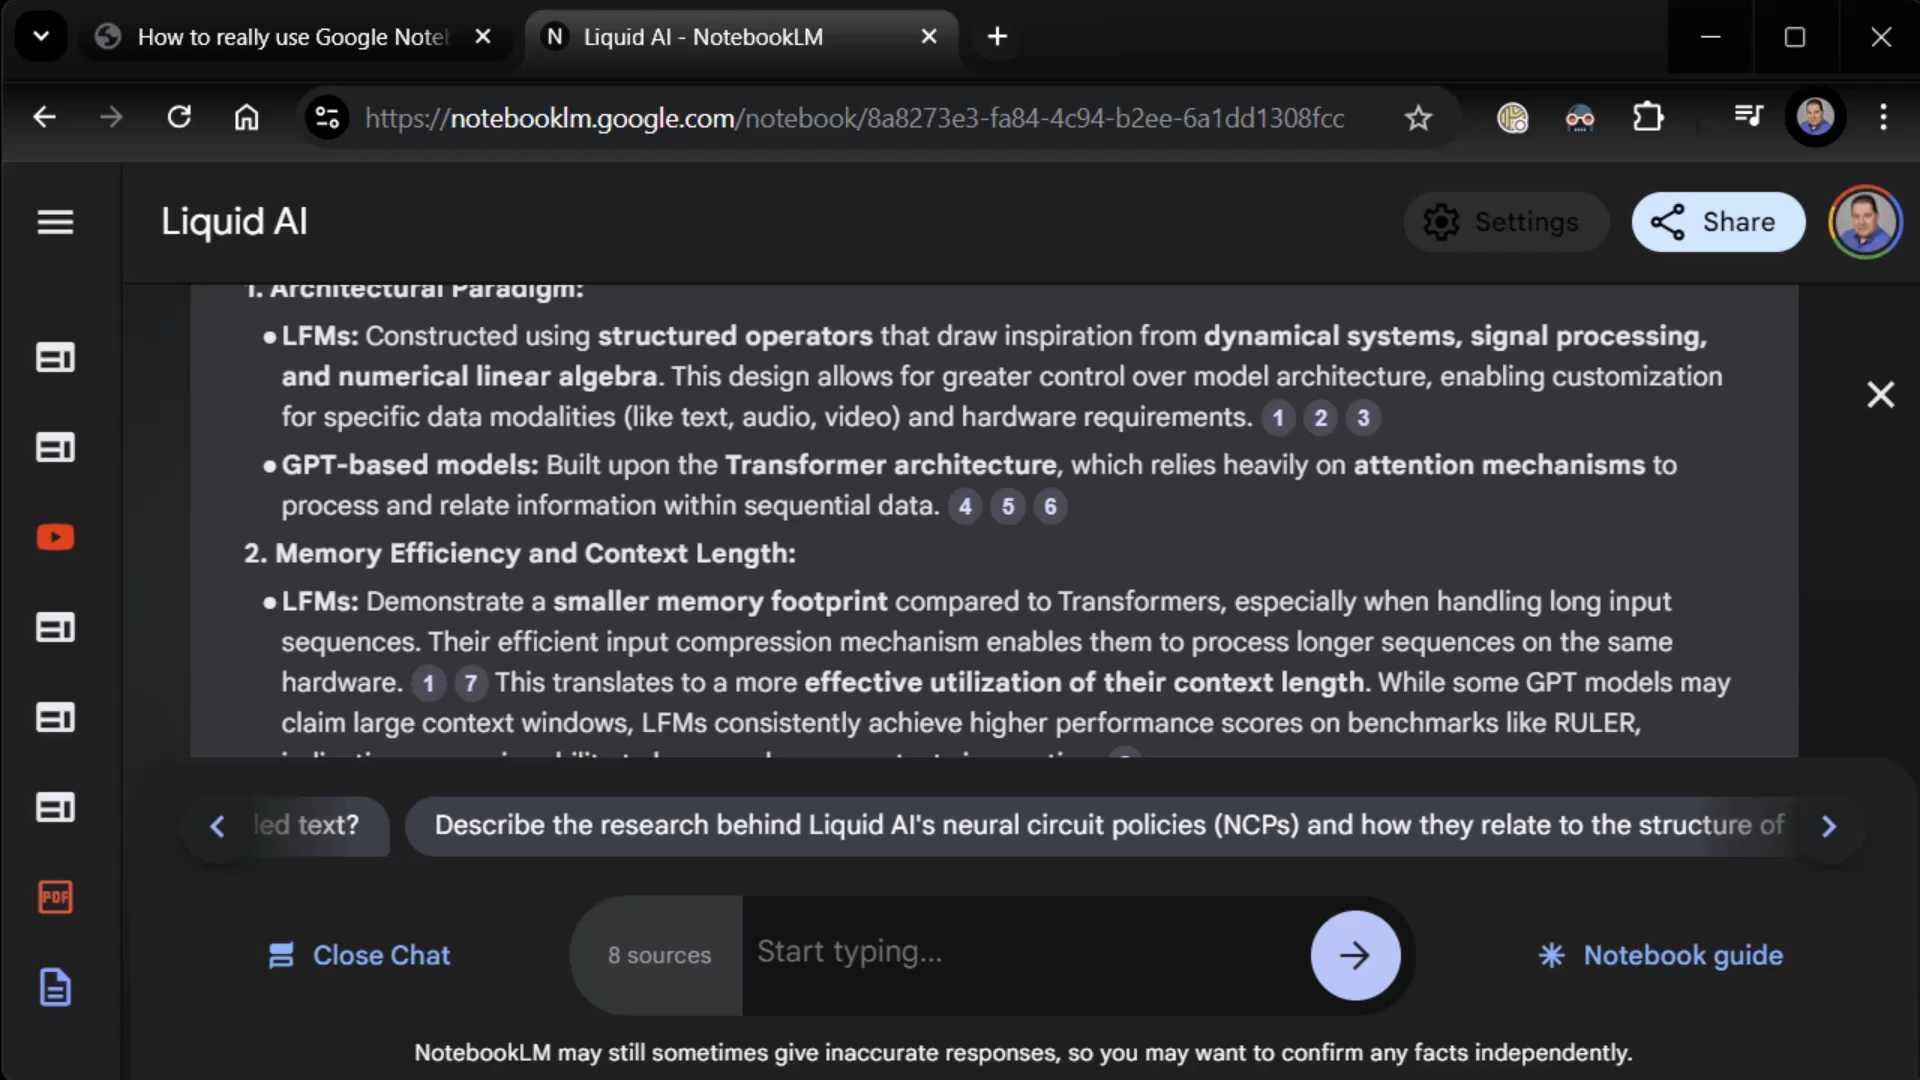 How to really use Google Note
Liquid AI - NotebookLM
https://notebooklm.google.com/notebook/8a8273e3-fa84-4c94-b2ee-6a1dd1308fcc
Liquid AI
Settings
Share
1. Architectural Paradigm:
● LFMs: Constructed using structured operators that draw inspiration from dynamical systems, signal processing,
and numerical linear algebra. This design allows for greater control over model architecture, enabling customization
for specific data modalities (like text, audio, video) and hardware requirements. 1 2 3
● GPT-based models: Built upon the Transformer architecture, which relies heavily on attention mechanisms to
process and relate information within sequential data. 4 5 6
2. Memory Efficiency and Context Length:
● LFMs: Demonstrate a smaller memory footprint compared to Transformers, especially when handling long input
sequences. Their efficient input compression mechanism enables them to process longer sequences on the same
hardware. 1 7 This translates to a more effective utilization of their context length. While some GPT models may
claim large context windows, LFMs consistently achieve higher performance scores on benchmarks like RULER,
led text?
Describe the research behind Liquid AI's neural circuit policies (NCPs) and how they relate to the structure of
PDF
Close Chat
8 sources
Start typing...
Notebook guide
NotebookLM may still sometimes give inaccurate responses, so you may want to confirm any facts independently.